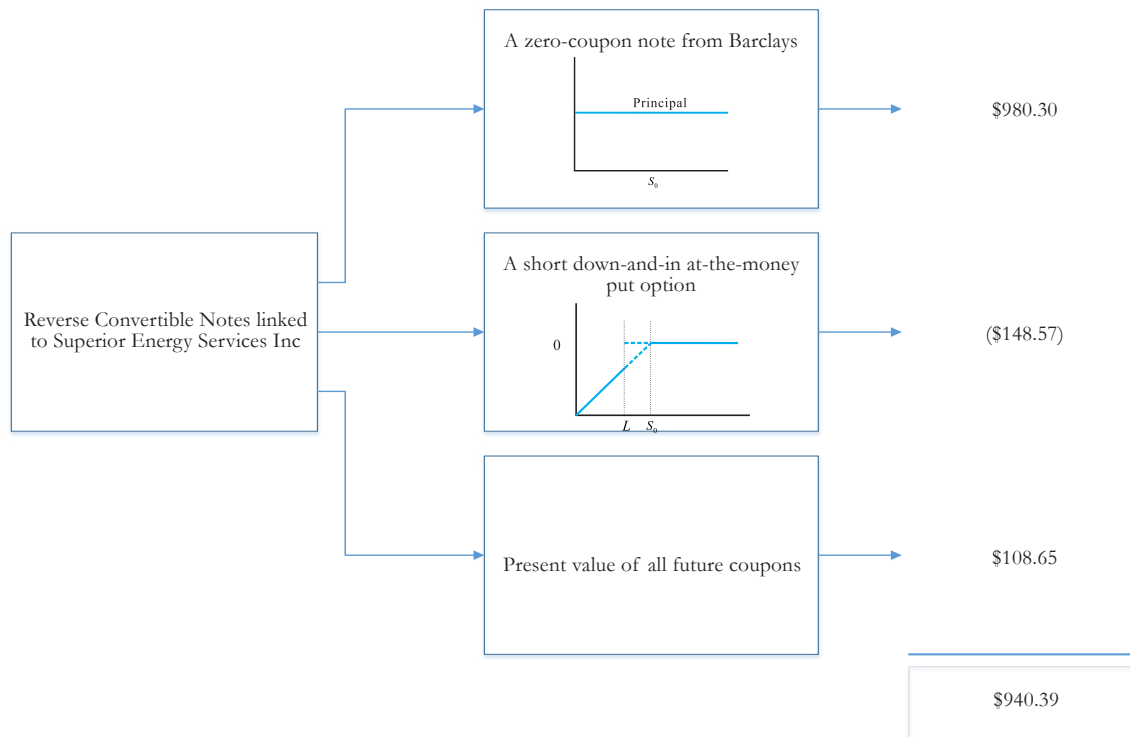 A zero-coupon note from Barclays
Principal
S₀
$980.30
Reverse Convertible Notes linked
to Superior Energy Services Inc
A short down-and-in at-the-money
put option
0
L
S₀
($148.57)
Present value of all future coupons
$108.65
$940.39